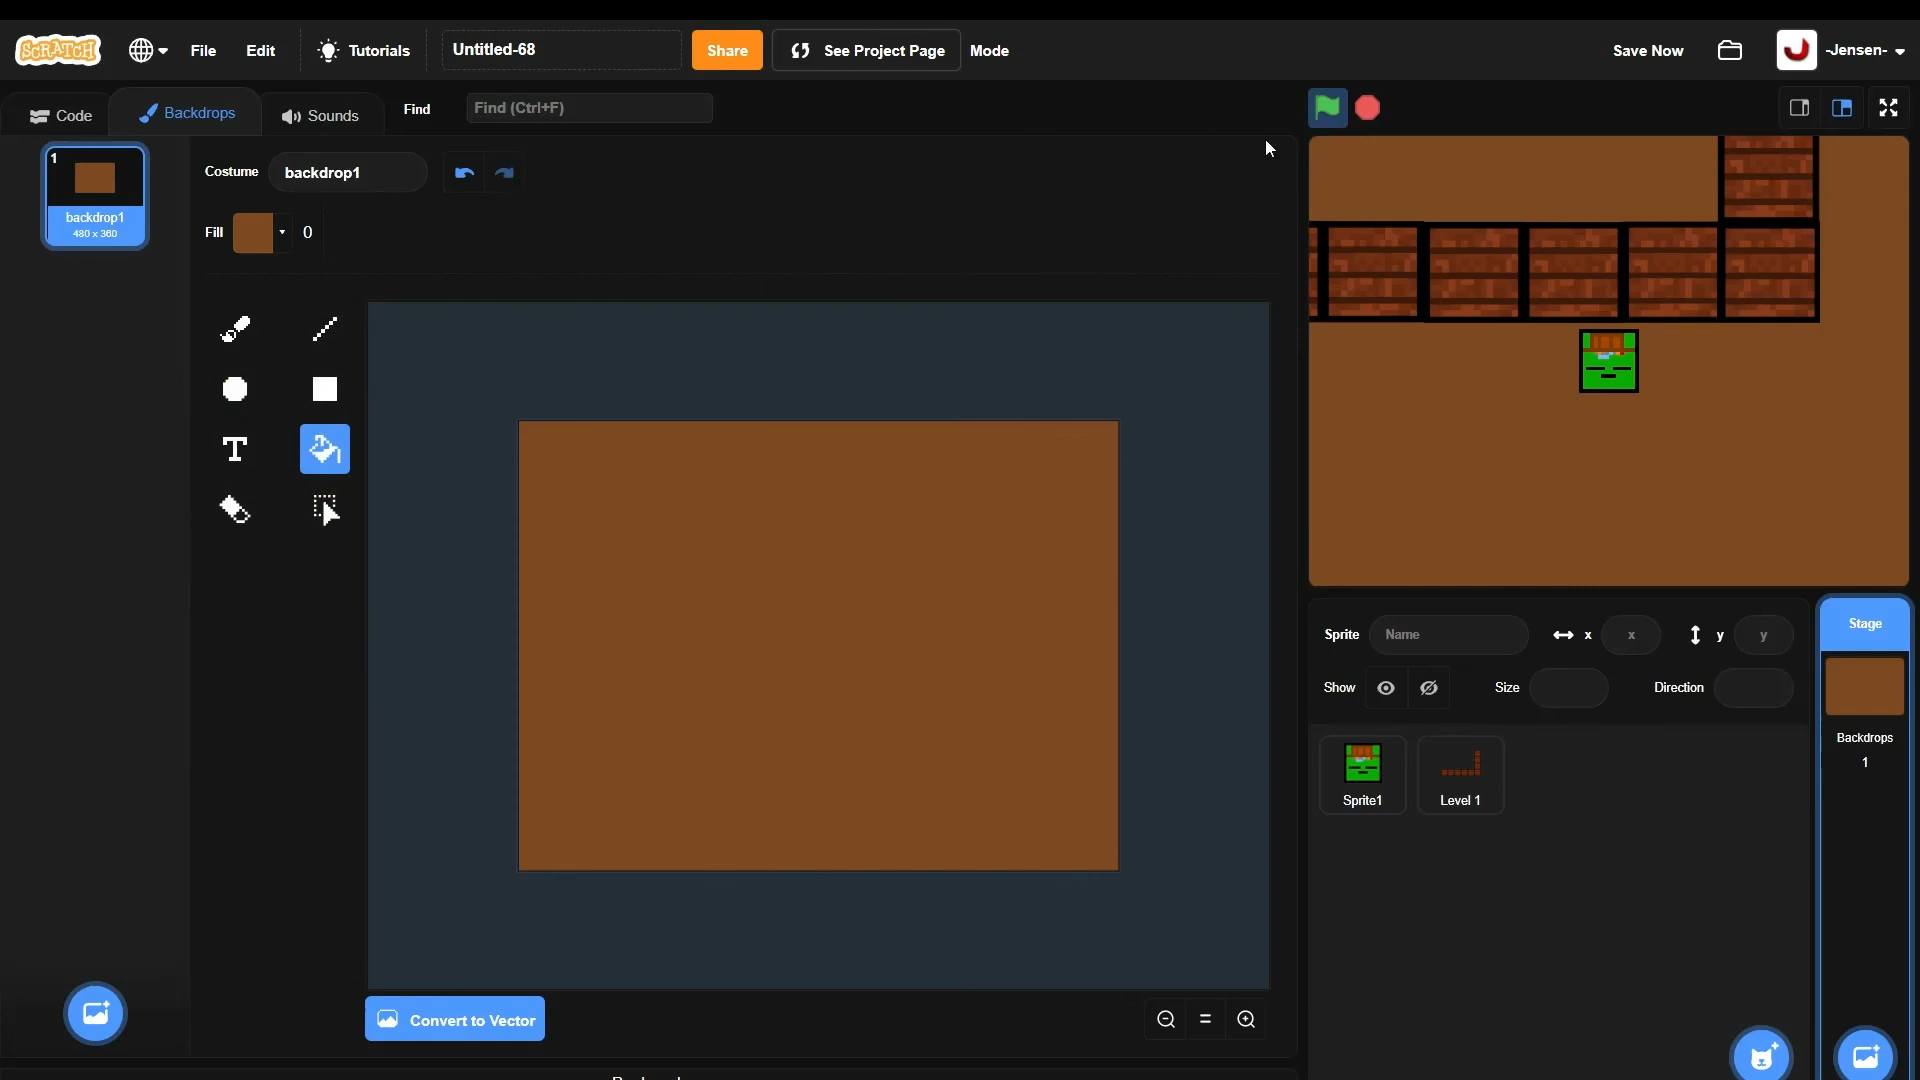 SCRATCH
File
Edit
Tutorials
Untitled-68
Share
See Project Page
Mode
Save Now
-Jensen-
Code
Backdrops
Sounds
Find
Find (Ctrl+F)
1
backdrop1
480 x 360
Costume
backdrop1
Fill
0
T
Convert to Vector
Sprite
Name
x
x
y
y
Show
Size
Direction
Sprite1
Level 1
Stage
Backdrops
1